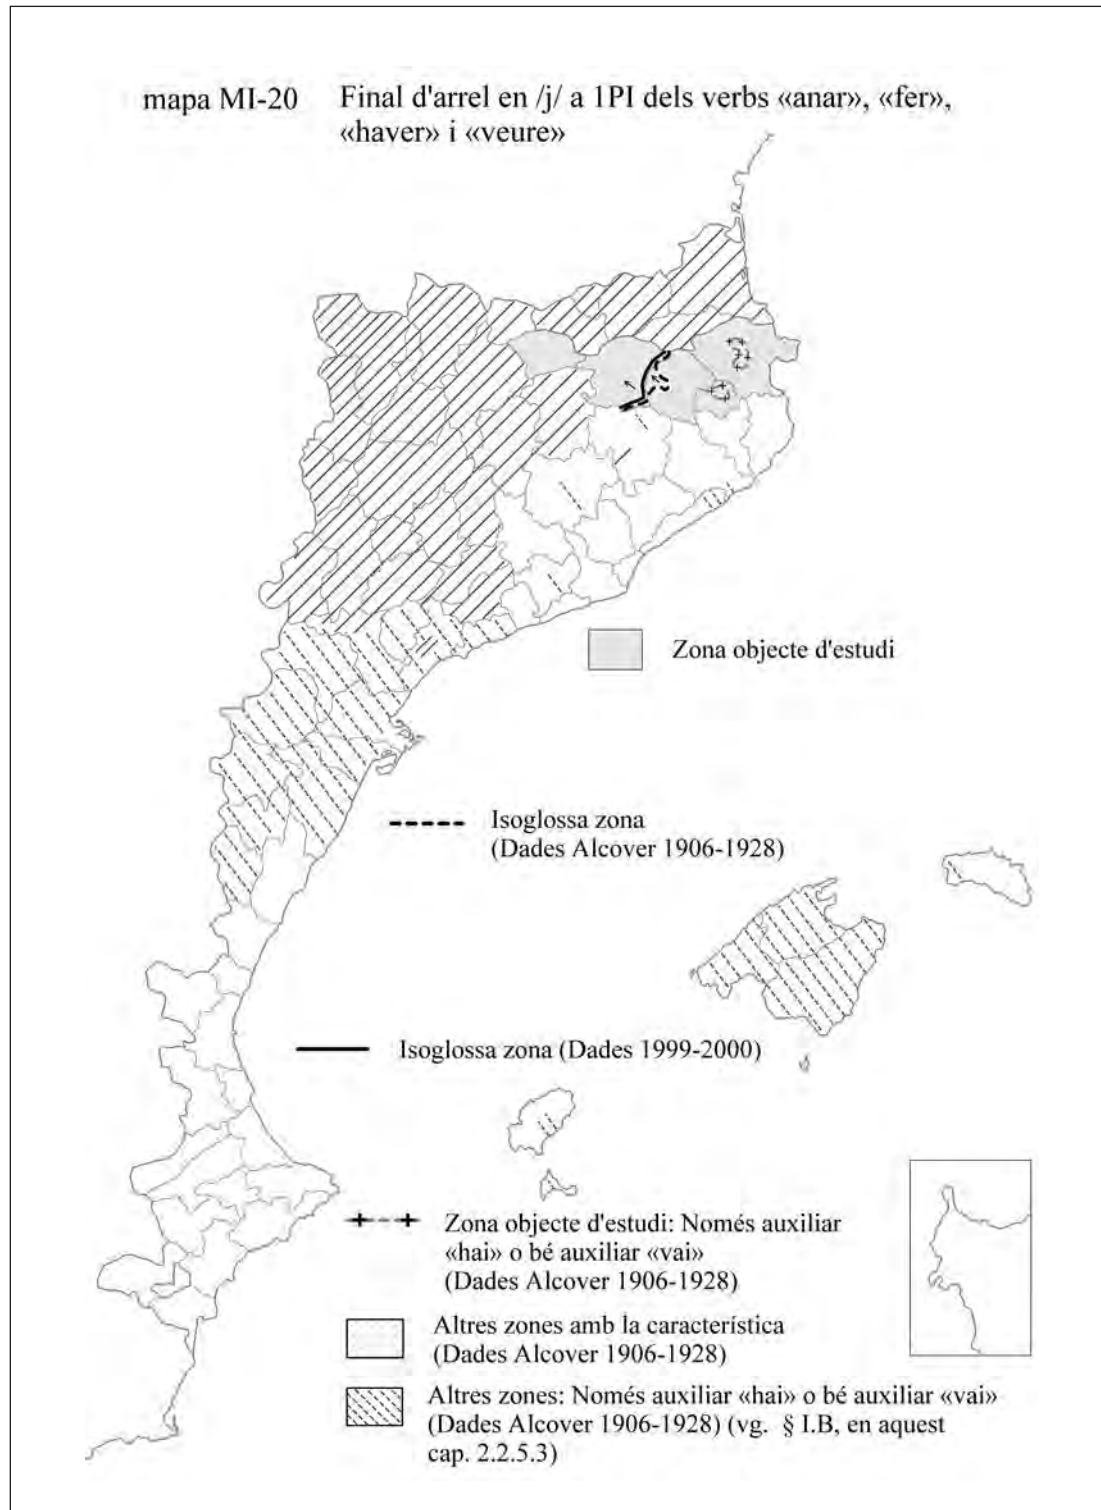 mapa MI-20 Final d'arrel en /j/ a 1PI dels verbs «anar», «fer»,
«haver» i «veure»
Zona objecte d'estudi
Isoglossa zona
(Dades Alcover 1906-1928)
Isoglossa zona (Dades 1999-2000)
Zona objecte d'estudi: Només auxiliar
«hai» o bé auxiliar «vai»
(Dades Alcover 1906-1928)
Altres zones amb la característica
(Dades Alcover 1906-1928)
Altres zones: Només auxiliar «hai» o bé auxiliar «vai»
(Dades Alcover 1906-1928) (vg. § I.B, en aquest
cap. 2.2.5.3)